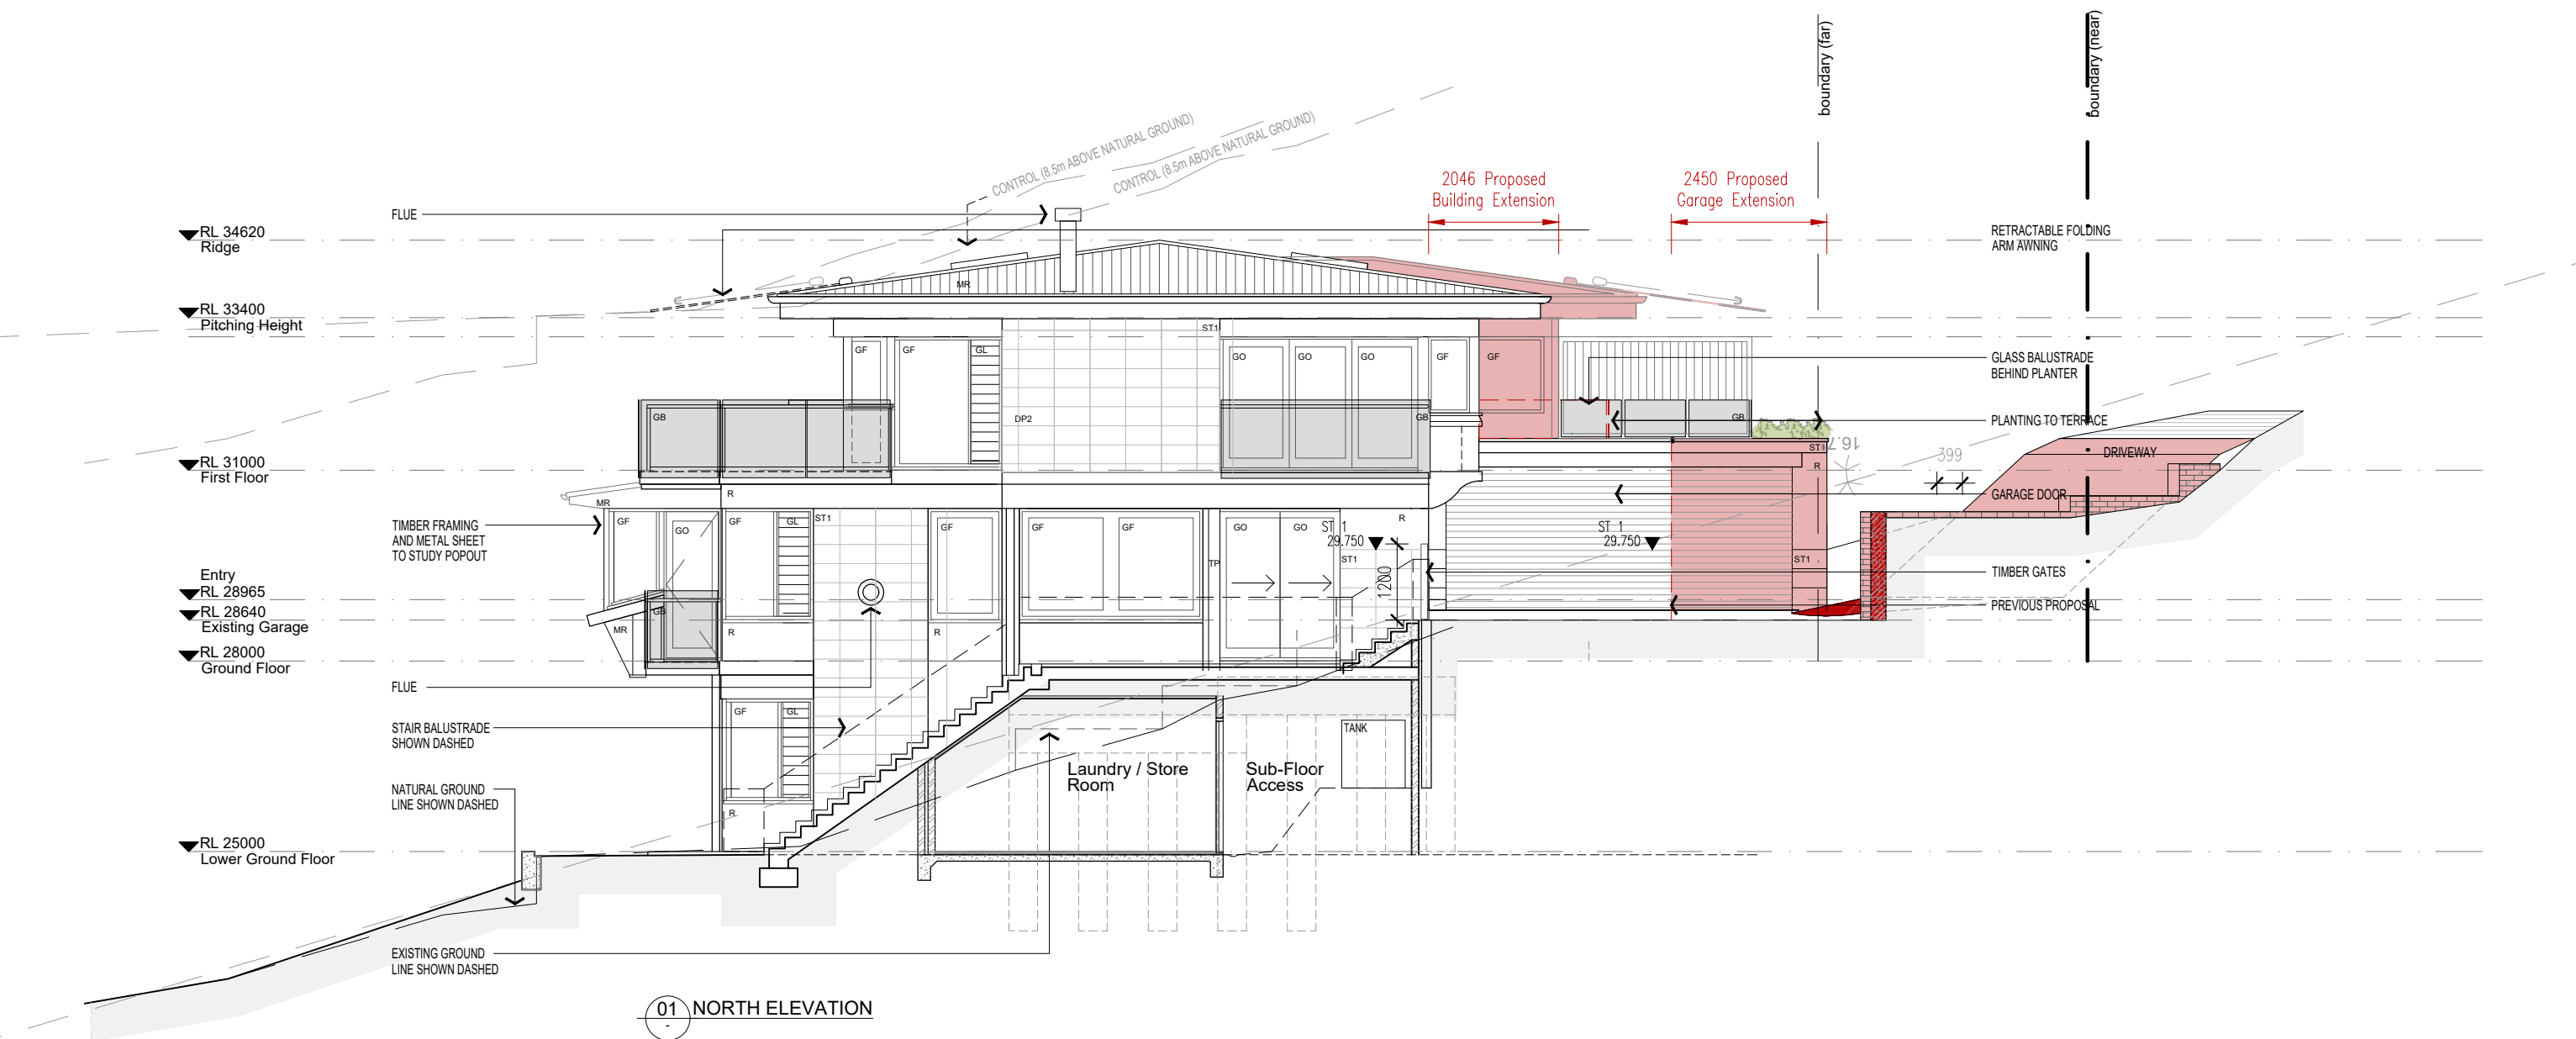 boundary (far)
boundary (near)
CONTROL (8.5m ABOVE NATURAL GROUND)
CONTROL (8.5m ABOVE NATURAL GROUND)
2046 Proposed
Building Extension
2450 Proposed
Garage Extension
FLUE
RL 34620
Ridge
RETRACTABLE FOLDING
ARM AWNING
MR
RL 33400
Pitching Height
ST1
GF
GF
GL
GO
GO
GO
GF
GF
GLASS BALUSTRADE
BEHIND PLANTER
GB
DP2
GB
GB
PLANTING TO TERRACE
RL 31000
First Floor
ST1
R
399
DRIVEWAY
R
MR
GARAGE DOOR
TIMBER FRAMING
AND METAL SHEET
TO STUDY POPOUT
GF
GO
GF
GL
ST1
GF
GF
GF
GO
GO
ST 1
29.750
R
ST 1
29.750
TP
ST1
ST1
1200
TIMBER GATES
Entry
RL 28965
RL 28640
Existing Garage
GB
MR
R
R
PREVIOUS PROPOSAL
RL 28000
Ground Floor
FLUE
GF
GL
STAIR BALUSTRADE
SHOWN DASHED
TANK
Laundry / Store
Room
Sub-Floor
Access
NATURAL GROUND
LINE SHOWN DASHED
R
RL 25000
Lower Ground Floor
EXISTING GROUND
LINE SHOWN DASHED
01
-
NORTH ELEVATION